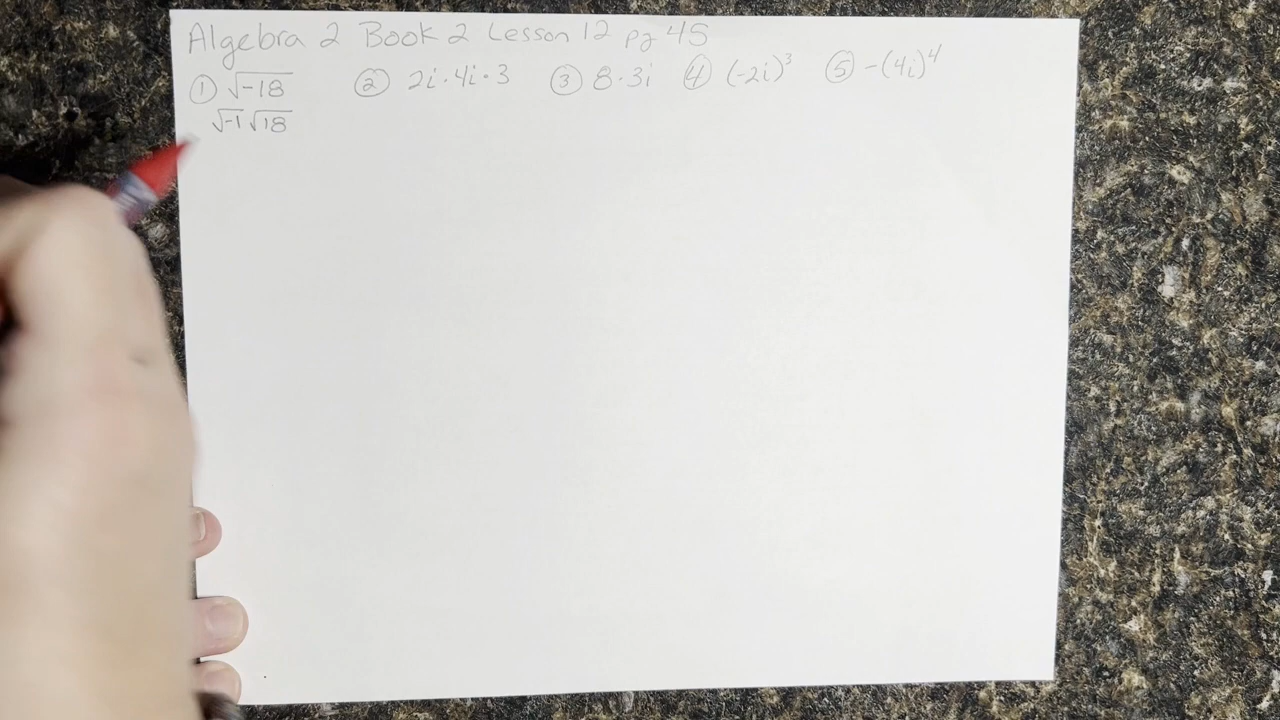 Algebra 2 Book 2 Lesson 12 pg 45
① √-18 ② 2i·4i·3 ③ 8·3i ④ (-2i)³ ⑤ -(4i)⁴
√-1 √18